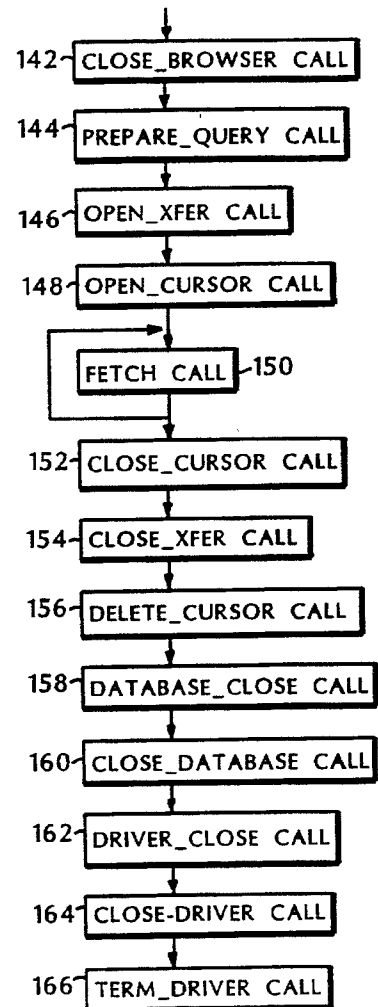 142 CLOSE_BROWSER CALL
144 PREPARE_QUERY CALL
146 OPEN_XFER CALL
148 OPEN_CURSOR CALL
FETCH CALL 150
152 CLOSE_CURSOR CALL
154 CLOSE_XFER CALL
156 DELETE_CURSOR CALL
158 DATABASE_CLOSE CALL
160 CLOSE_DATABASE CALL
162 DRIVER_CLOSE CALL
164 CLOSE-DRIVER CALL
166 TERM_DRIVER CALL